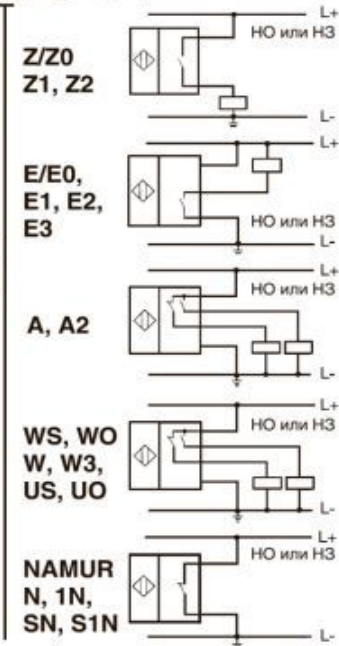 L+
НО или НЗ
Z/Z0
Z1, Z2
L-
L+
E/E0,
E1, E2,
E3
НО или НЗ
L-
L+
НО или НЗ
A, A2
L-
L+
НО или НЗ
WS, WO
W, W3,
US, UO
L-
L+
НО или НЗ
NAMUR
N, 1N,
SN, S1N
L-